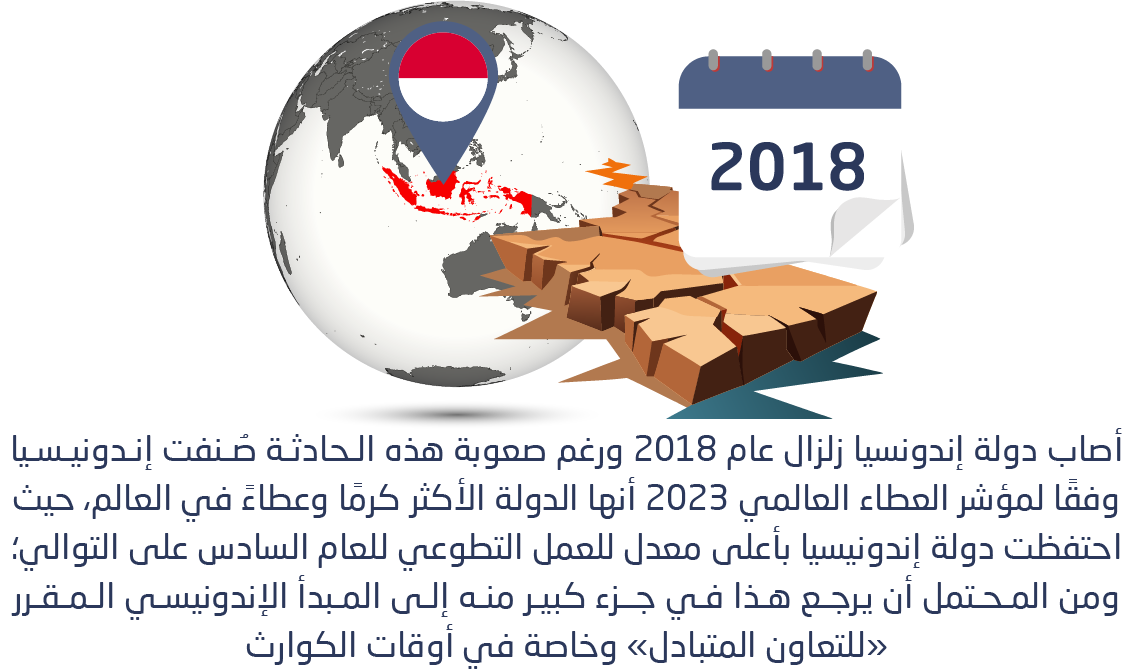 2018
أصاب دولة إندونسيا زلزال عام 2018 ورغم صعوبة هذه الحادثة صُنفت إندونيسيا
وفقًا لمؤشر العطاء العالمي 2023 أنها الدولة الأكثر كرمًا وعطاءً في العالم، حيث
احتفظت دولة إندونيسيا بأعلى معدل للعمل التطوعي للعام السادس على التوالي؛
ومن المحتمل أن يرجع هذا في جزء كبير منه إلى المبدأ الإندونيسي المقرر
«للتعاون المتبادل» وخاصة في أوقات الكوارث